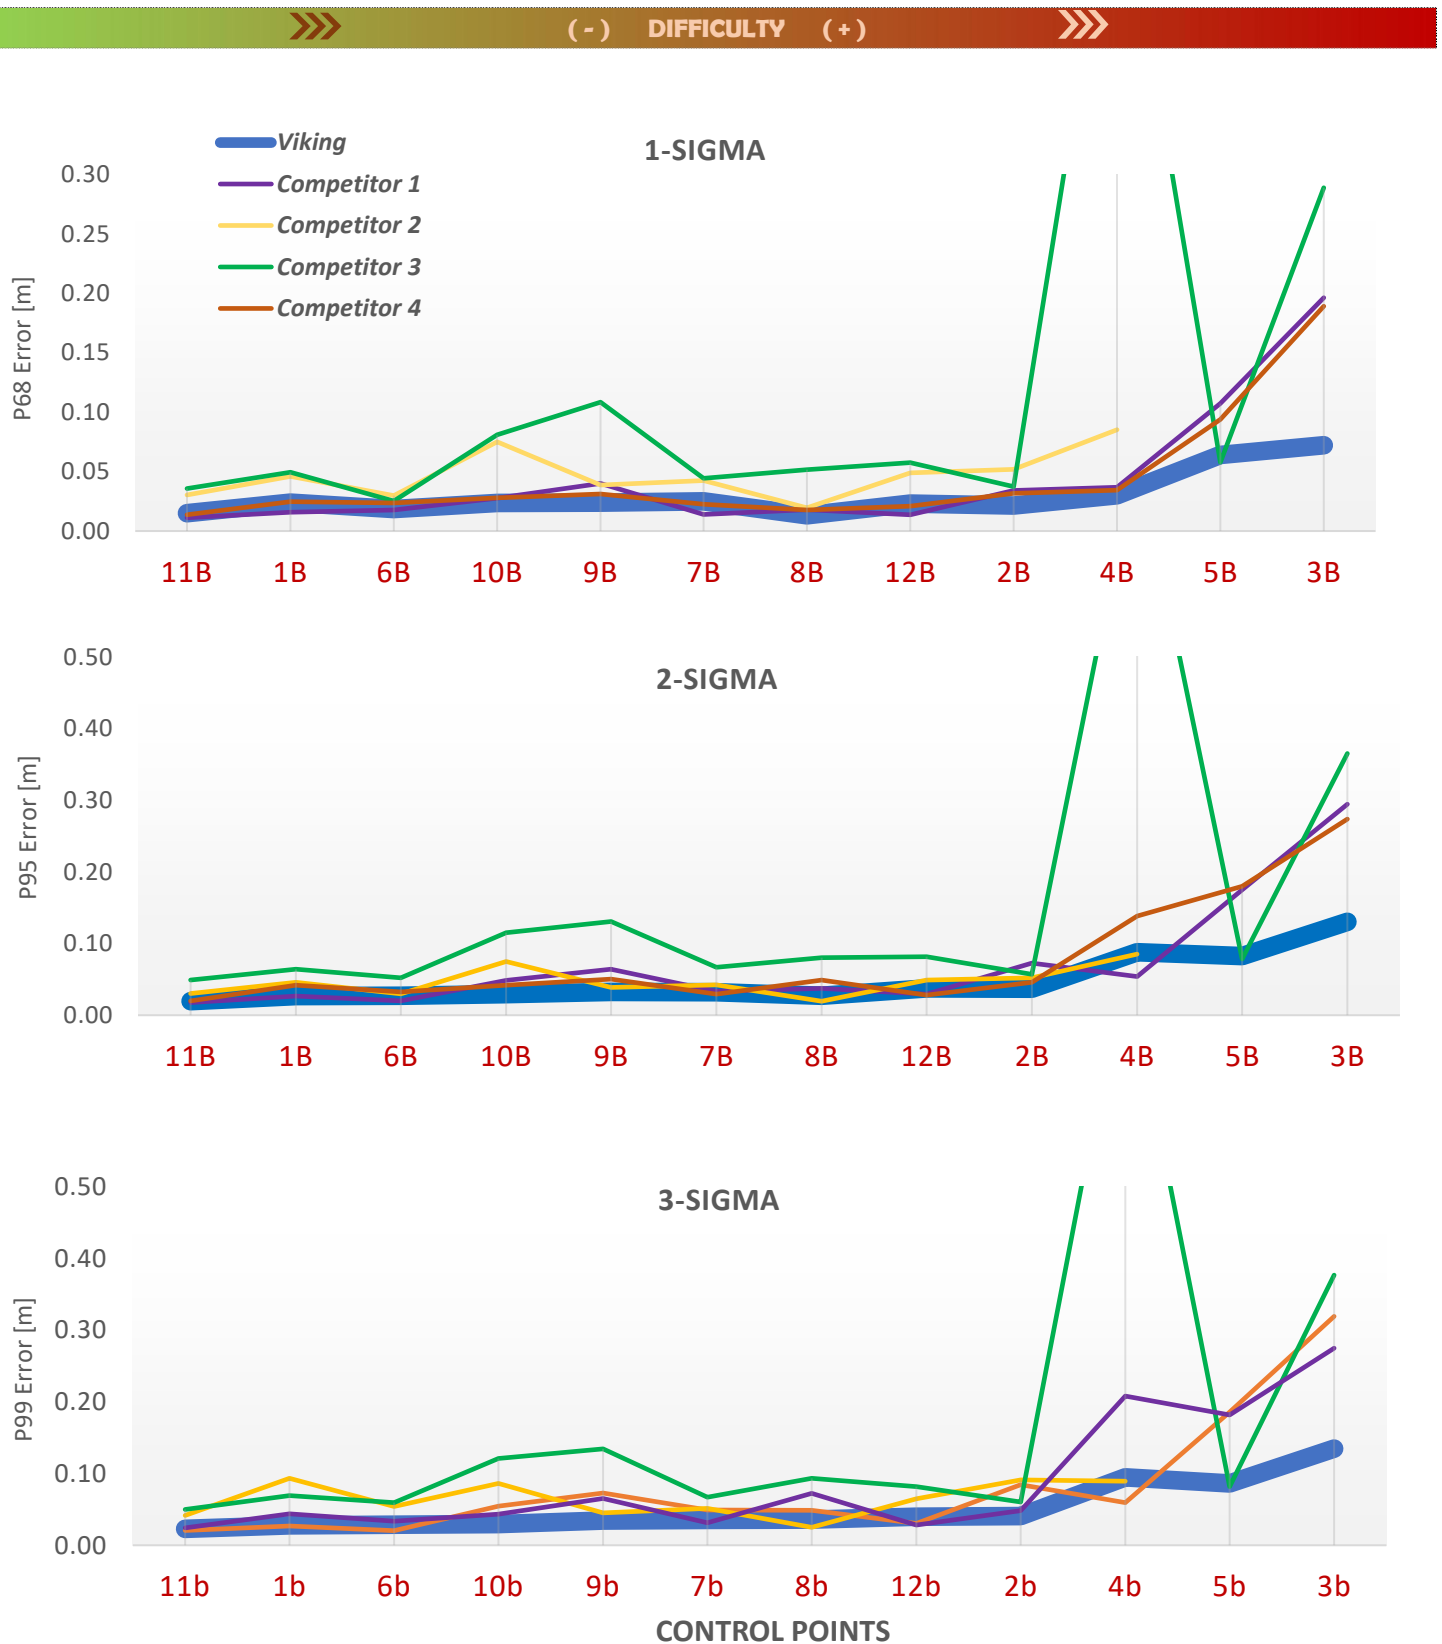 ( - ) DIFFICULTY ( + )
1-SIGMA
Viking
Competitor 1
Competitor 2
Competitor 3
Competitor 4
P68 Error [m]
0.30
0.25
0.20
0.15
0.10
0.05
0.00
11B 1B 6B 10B 9B 7B 8B 12B 2B 4B 5B 3B
2-SIGMA
P95 Error [m]
0.50
0.40
0.30
0.20
0.10
0.00
11B 1B 6B 10B 9B 7B 8B 12B 2B 4B 5B 3B
3-SIGMA
P99 Error [m]
0.50
0.40
0.30
0.20
0.10
0.00
11b 1b 6b 10b 9b 7b 8b 12b 2b 4b 5b 3b
CONTROL POINTS